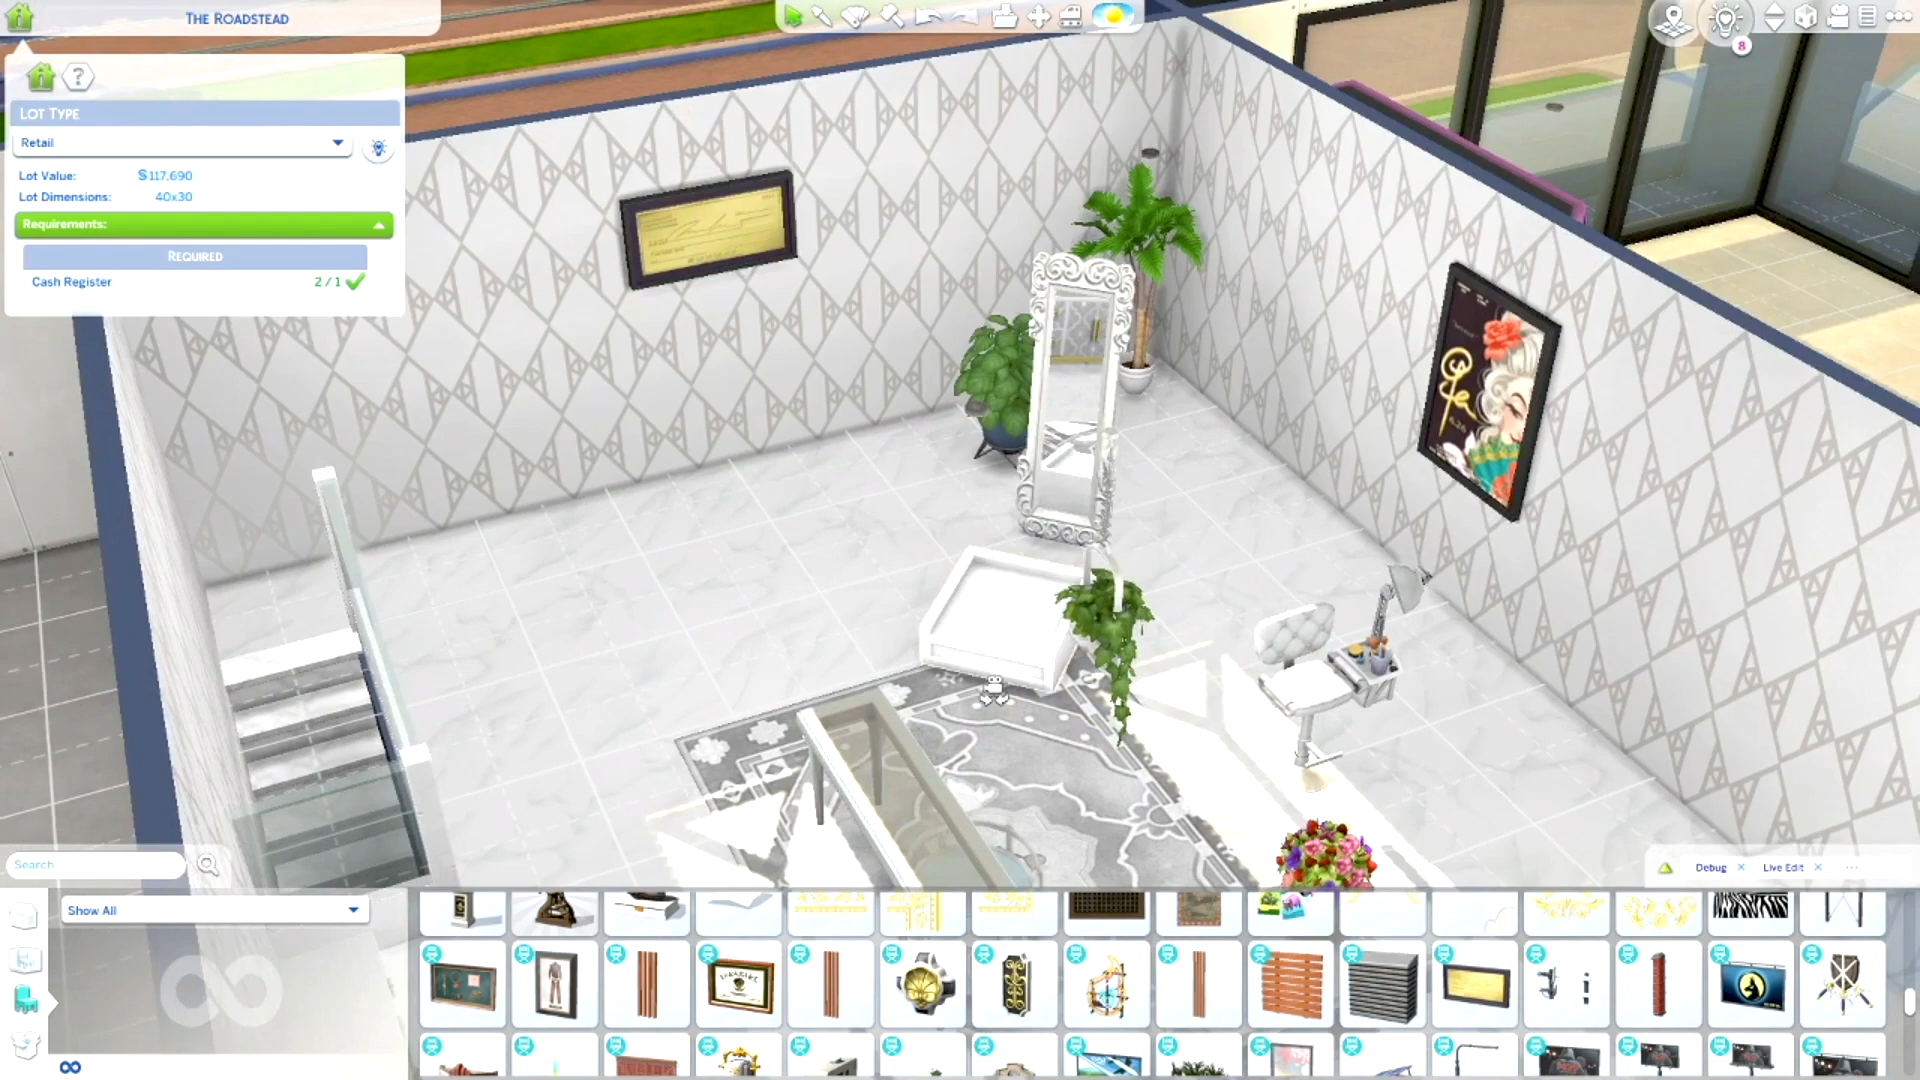 THE ROADSTEAD
8
LOT TYPE
Retail
Lot Value: §117,690
Lot Dimensions: 40x30
Requirements:
REQUIRED
Cash Register 2 / 1
Search
Debug × Live Edit × ...
Show All